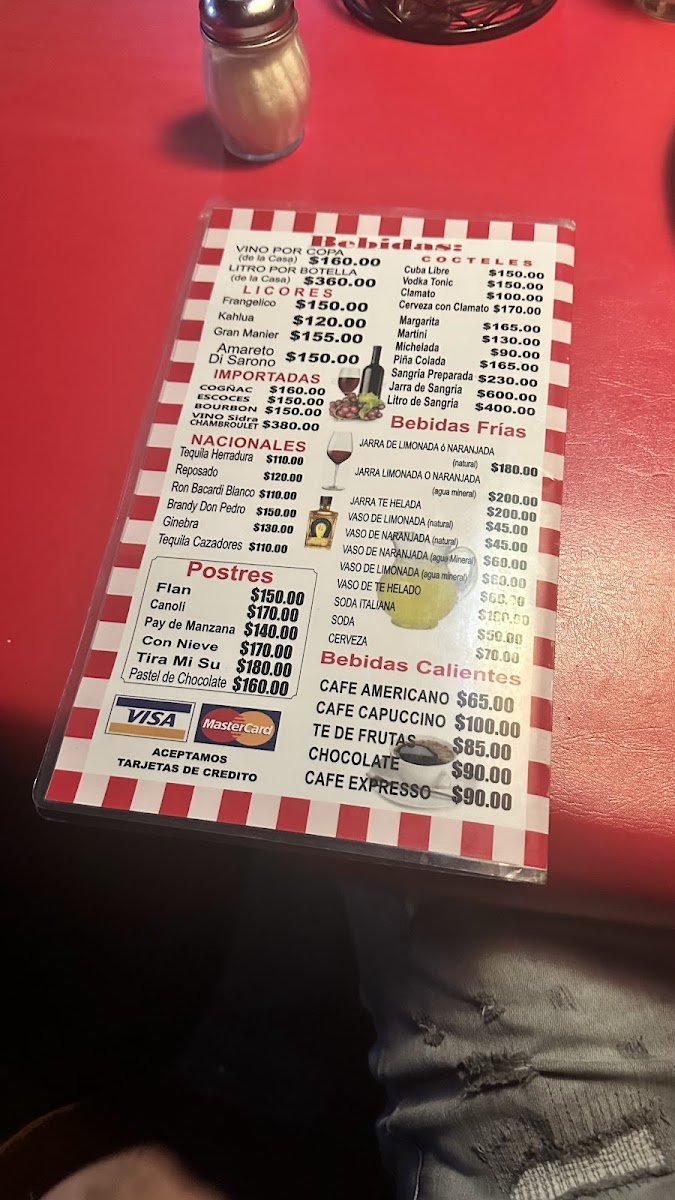 Bebidas:
VINO POR COPA
(de la Casa) $160.00
LITRO POR BOTELLA
(de la Casa) $360.00
LICORES
Frangelico $150.00
Kahlua $120.00
Gran Manier $155.00
Amareto
Di Sarono $150.00
IMPORTADAS
COGÑAC $160.00
ESCOCES $150.00
BOURBON $150.00
VINO Sidra
CHAMBROULET $380.00
NACIONALES
Tequila Herradura $110.00
Reposado $120.00
Ron Bacardi Blanco $110.00
Brandy Don Pedro $150.00
Ginebra $130.00
Tequila Cazadores $110.00
Postres
Flan $150.00
Canoli $170.00
Pay de Manzana $140.00
Con Nieve $170.00
Tira Mi Su $180.00
Pastel de Chocolate $160.00
VISA
MasterCard
ACEPTAMOS
TARJETAS DE CREDITO
COCTELES
Cuba Libre $150.00
Vodka Tonic $150.00
Clamato $100.00
Cerveza con Clamato $170.00
Margarita $165.00
Martini $130.00
Michelada $90.00
Piña Colada $165.00
Sangria Preparada $230.00
Jarra de Sangria $600.00
Litro de Sangria $400.00
Bebidas Frías
JARRA DE LIMONADA ó NARANJADA
(natural) $180.00
JARRA LIMONADA O NARANJADA
(agua mineral) $200.00
JARRA TE HELADA $200.00
VASO DE LIMONADA (natural) $45.00
VASO DE NARANJADA (natural) $45.00
VASO DE NARANJADA (agua Mineral) $60.00
VASO DE LIMONADA (agua mineral) $60.00
VASO DE TE HELADO $60.00
SODA ITALIANA
SODA $50.00
CERVEZA $70.00
Bebidas Calientes
CAFE AMERICANO $65.00
CAFE CAPUCCINO $100.00
TE DE FRUTAS $85.00
CHOCOLATE $90.00
CAFE EXPRESSO $90.00